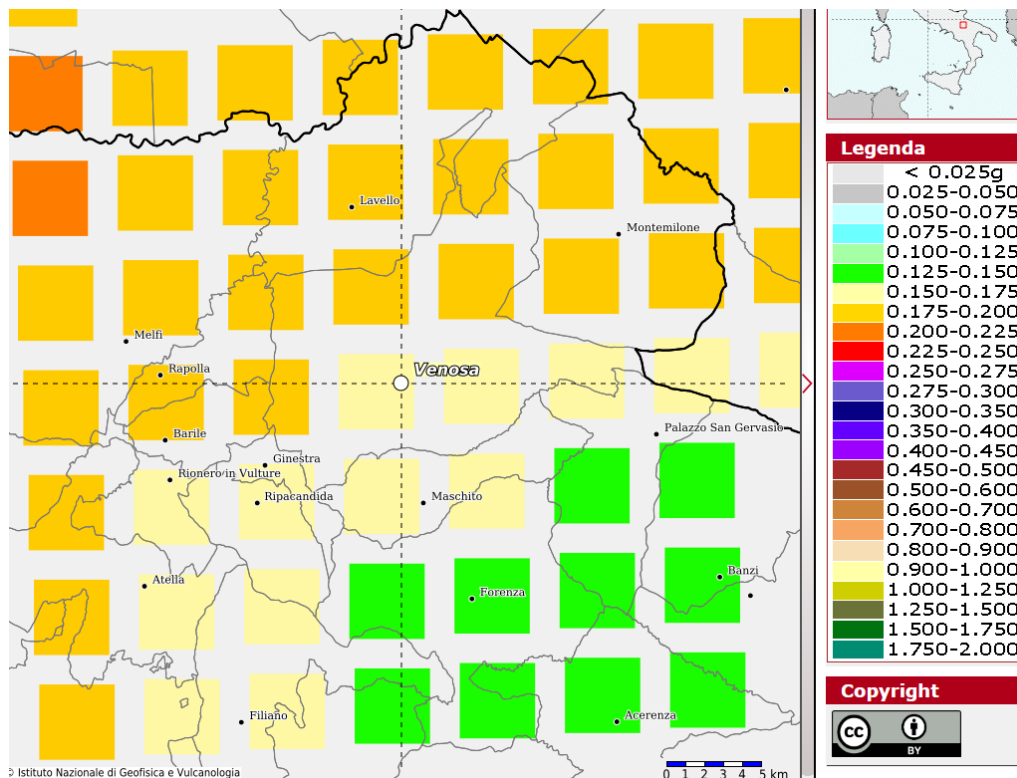 Lavello
Montemilone
Melfi
Rapolla
Venosa
Barile
Palazzo San Gervasio
Ginestra
Rionero in Vulture
Ripacandida
Maschito
Atella
Banzi
Forenza
Filiano
Acerenza
0 1 2 3 4 5 km
© Istituto Nazionale di Geofisica e Vulcanologia
Legenda
< 0.025g
0.025-0.050
0.050-0.075
0.075-0.100
0.100-0.125
0.125-0.150
0.150-0.175
0.175-0.200
0.200-0.225
0.225-0.250
0.250-0.275
0.275-0.300
0.300-0.350
0.350-0.400
0.400-0.450
0.450-0.500
0.500-0.600
0.600-0.700
0.700-0.800
0.800-0.900
0.900-1.000
1.000-1.250
1.250-1.500
1.500-1.750
1.750-2.000
Copyright
cc
BY